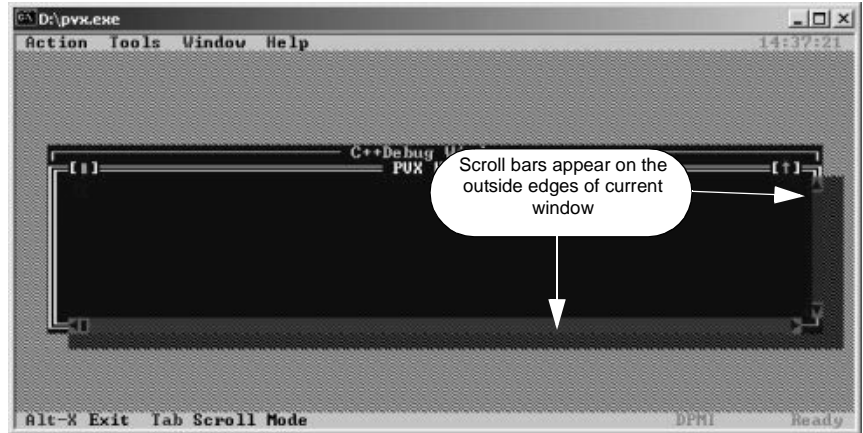 D:\pvx.exe
Action Tools Window Help 14:37:21
C++Debug
PVX
Scroll bars appear on the
outside edges of current
window
Alt-X Exit Tab Scroll Mode DPMI Ready